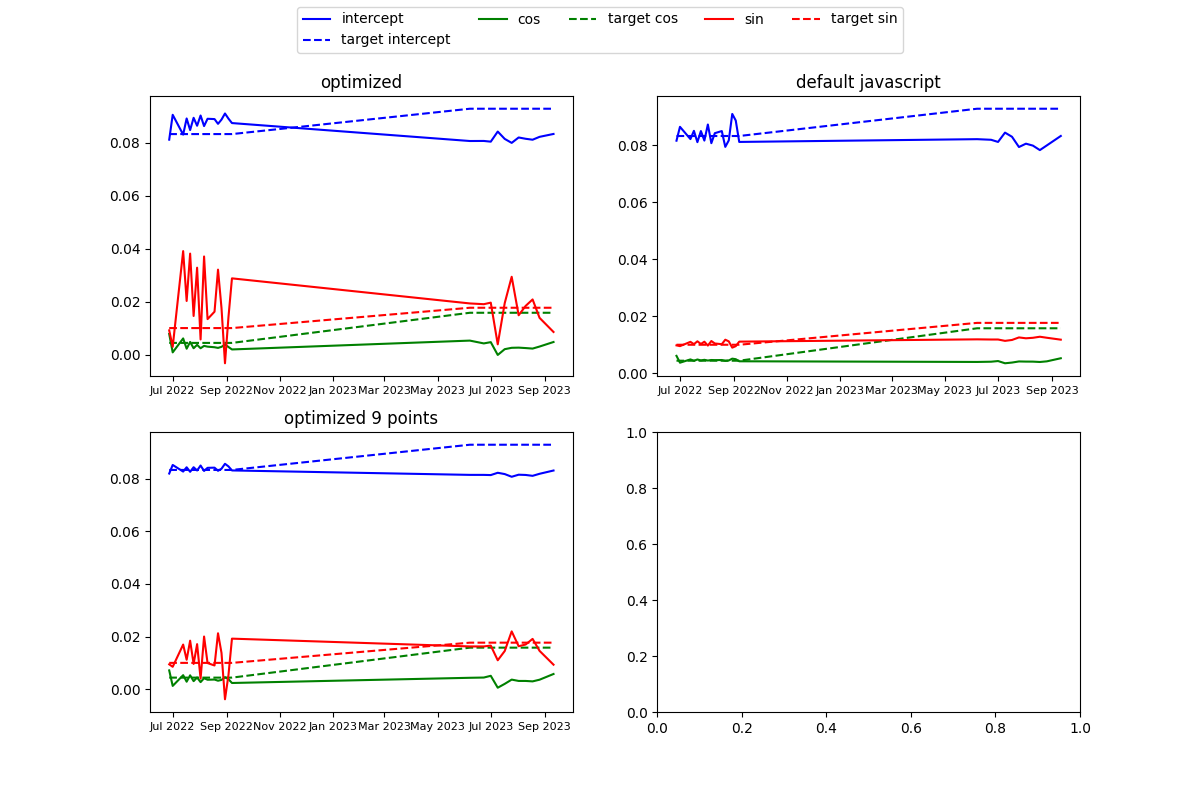 intercept cos target cos sin target sin
target intercept
optimized
0.08
0.06
0.04
0.02
0.00
Jul 2022 Sep 2022 Nov 2022 Jan 2023 Mar 2023 May 2023 Jul 2023 Sep 2023
default javascript
0.08
0.06
0.04
0.02
0.00
Jul 2022 Sep 2022 Nov 2022 Jan 2023 Mar 2023 May 2023 Jul 2023 Sep 2023
optimized 9 points
0.08
0.06
0.04
0.02
0.00
Jul 2022 Sep 2022 Nov 2022 Jan 2023 Mar 2023 May 2023 Jul 2023 Sep 2023
1.0
0.8
0.6
0.4
0.2
0.0
0.0 0.2 0.4 0.6 0.8 1.0